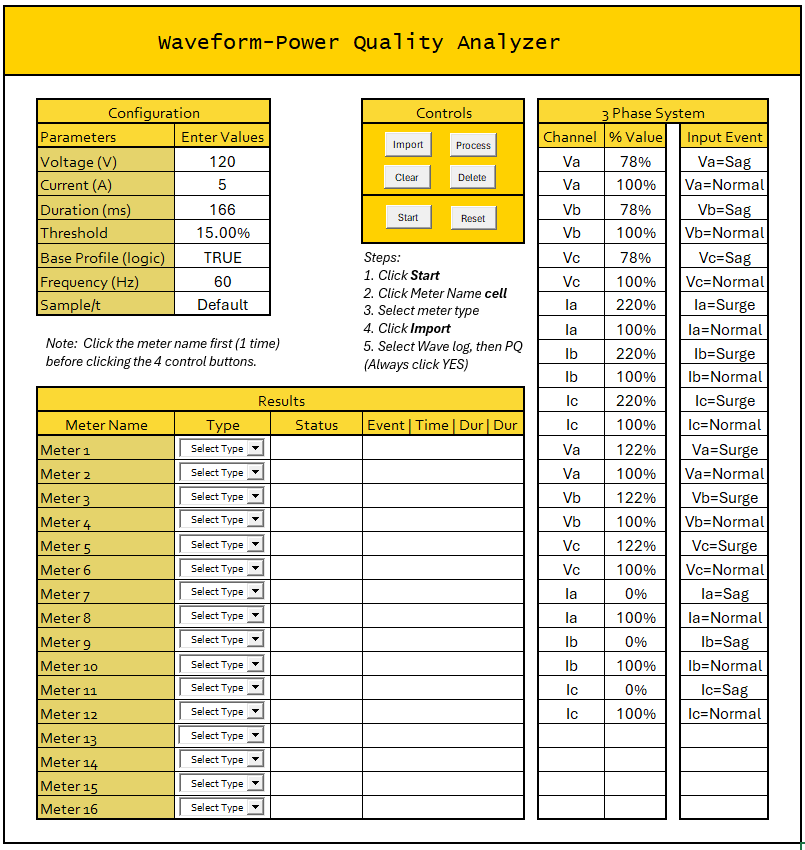 Waveform-Power Quality Analyzer
Configuration
Parameters Enter Values
Voltage (V) 120
Current (A) 5
Duration (ms) 166
Threshold 15.00%
Base Profile (logic) TRUE
Frequency (Hz) 60
Sample/t Default
Note: Click the meter name first (1 time)
before clicking the 4 control buttons.
Controls
Import Process
Clear Delete
Start Reset
Steps:
1. Click Start
2. Click Meter Name cell
3. Select meter type
4. Click Import
5. Select Wave log, then PQ
(Always click YES)
Results
Meter Name Type Status Event | Time | Dur | Dur
Meter 1 Select Type
Meter 2 Select Type
Meter 3 Select Type
Meter 4 Select Type
Meter 5 Select Type
Meter 6 Select Type
Meter 7 Select Type
Meter 8 Select Type
Meter 9 Select Type
Meter 10 Select Type
Meter 11 Select Type
Meter 12 Select Type
Meter 13 Select Type
Meter 14 Select Type
Meter 15 Select Type
Meter 16 Select Type
3 Phase System
Channel % Value Input Event
Va 78% Va=Sag
Va 100% Va=Normal
Vb 78% Vb=Sag
Vb 100% Vb=Normal
Vc 78% Vc=Sag
Vc 100% Vc=Normal
Ia 220% Ia=Surge
Ia 100% Ia=Normal
Ib 220% Ib=Surge
Ib 100% Ib=Normal
Ic 220% Ic=Surge
Ic 100% Ic=Normal
Va 122% Va=Surge
Va 100% Va=Normal
Vb 122% Vb=Surge
Vb 100% Vb=Normal
Vc 122% Vc=Surge
Vc 100% Vc=Normal
Ia 0% Ia=Sag
Ia 100% Ia=Normal
Ib 0% Ib=Sag
Ib 100% Ib=Normal
Ic 0% Ic=Sag
Ic 100% Ic=Normal